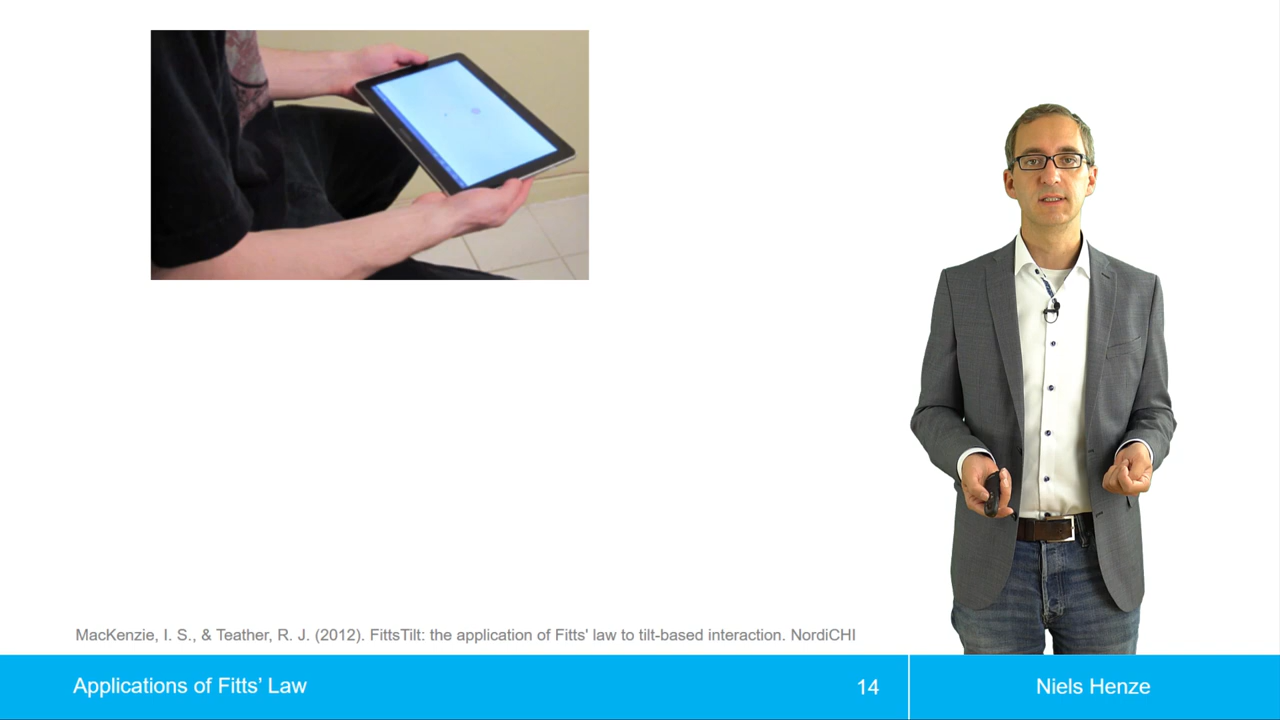 MacKenzie, I. S., & Teather, R. J. (2012). FittsTilt: the application of Fitts' law to tilt-based interaction. NordiCHI
Applications of Fitts’ Law
14
Niels Henze